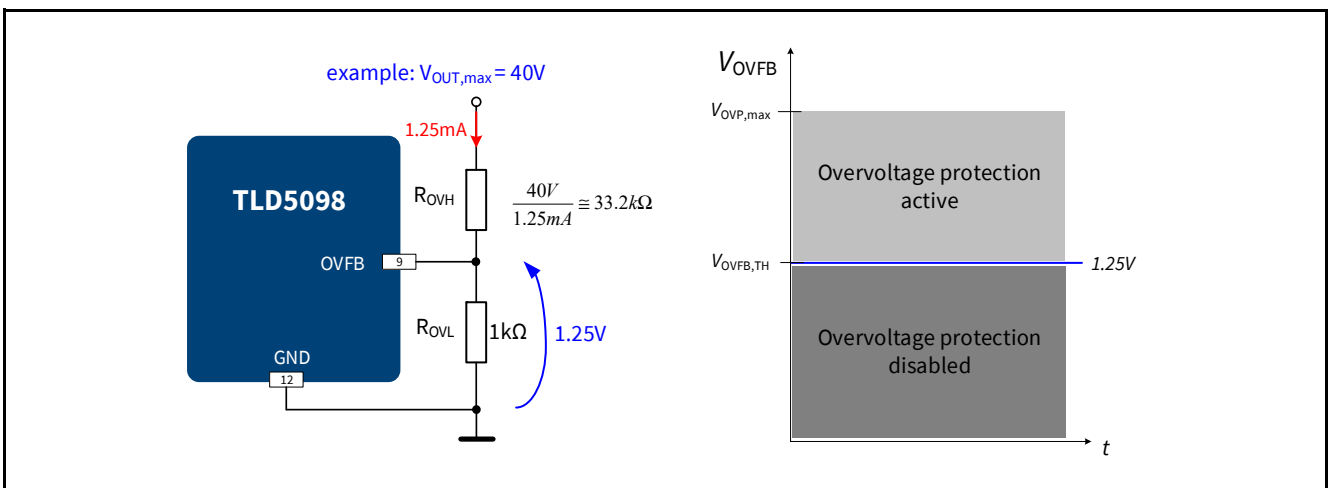 example: VOUT,max = 40V
1.25mA
TLD5098
ROVH
40V
1.25mA
≅ 33.2kΩ
OVFB
9
ROVL
1kΩ
1.25V
GND
12
VOVFB
VOVP,max
Overvoltage protection
active
VOVFB,TH
1.25V
Overvoltage protection
disabled
t